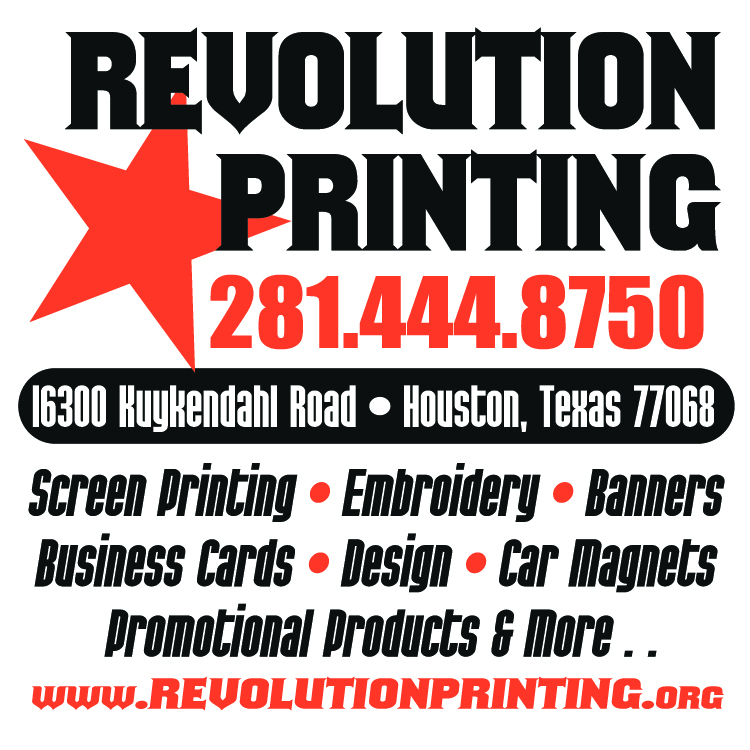 REVOLUTION
PRINTING
281.444.8750
16300 Kuykendahl Road • Houston, Texas 77068
Screen Printing • Embroidery • Banners
Business Cards • Design • Car Magnets
Promotional Products & More . .
www.REVOLUTIONPRINTING.ORG